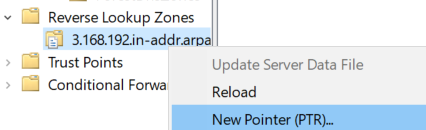 Reverse Lookup Zones
3.168.192.in-addr.arpa
Trust Points
Conditional Forwa
Update Server Data File
Reload
New Pointer (PTR)...